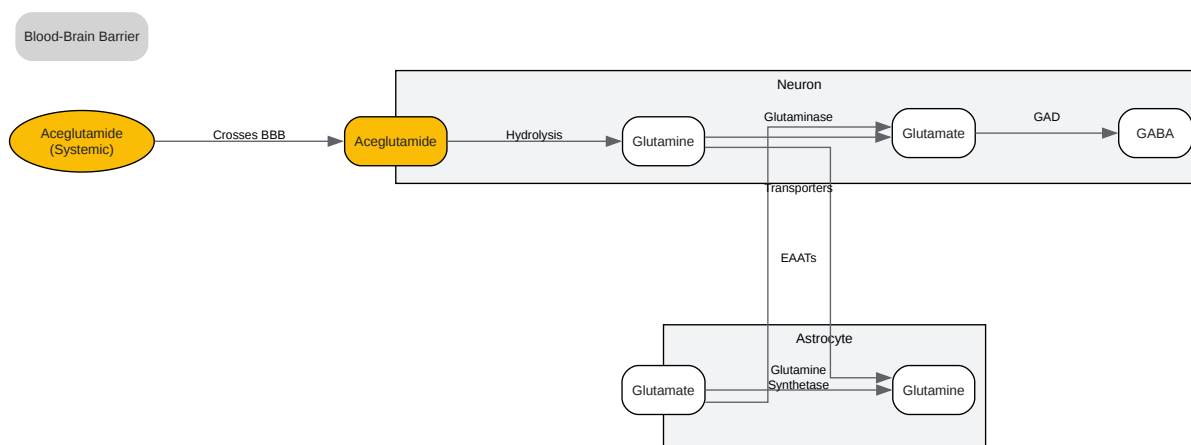 Blood-Brain Barrier
Neuron
Aceglutamide
(Systemic)
Crosses BBB
Aceglutamide
Hydrolysis
Glutamine
Glutaminase
Glutamate
GAD
GABA
Transporters
EAATs
Astrocyte
Glutamate
Glutamine
Synthetase
Glutamine